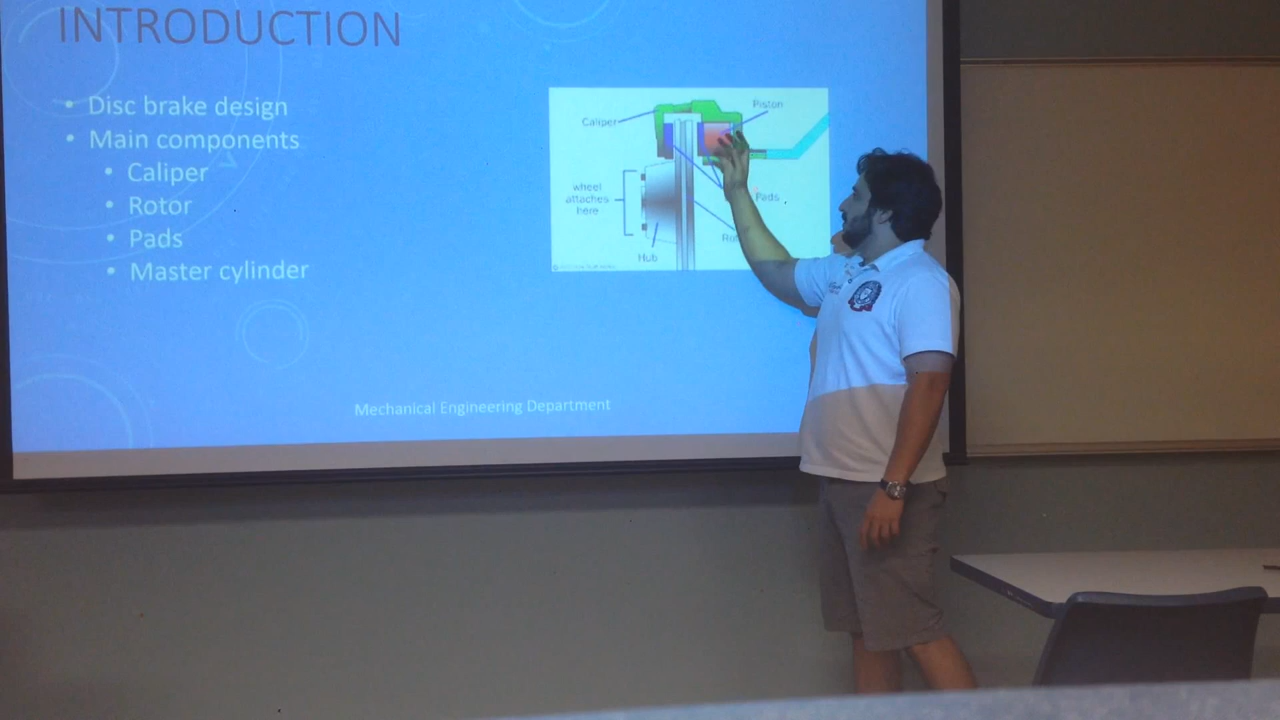 INTRODUCTION
• Disc brake design
• Main components
• Caliper
• Rotor
• Pads
• Master cylinder
Caliper
Piston
wheel
attaches
here
Pads
Hub
Mechanical Engineering Department